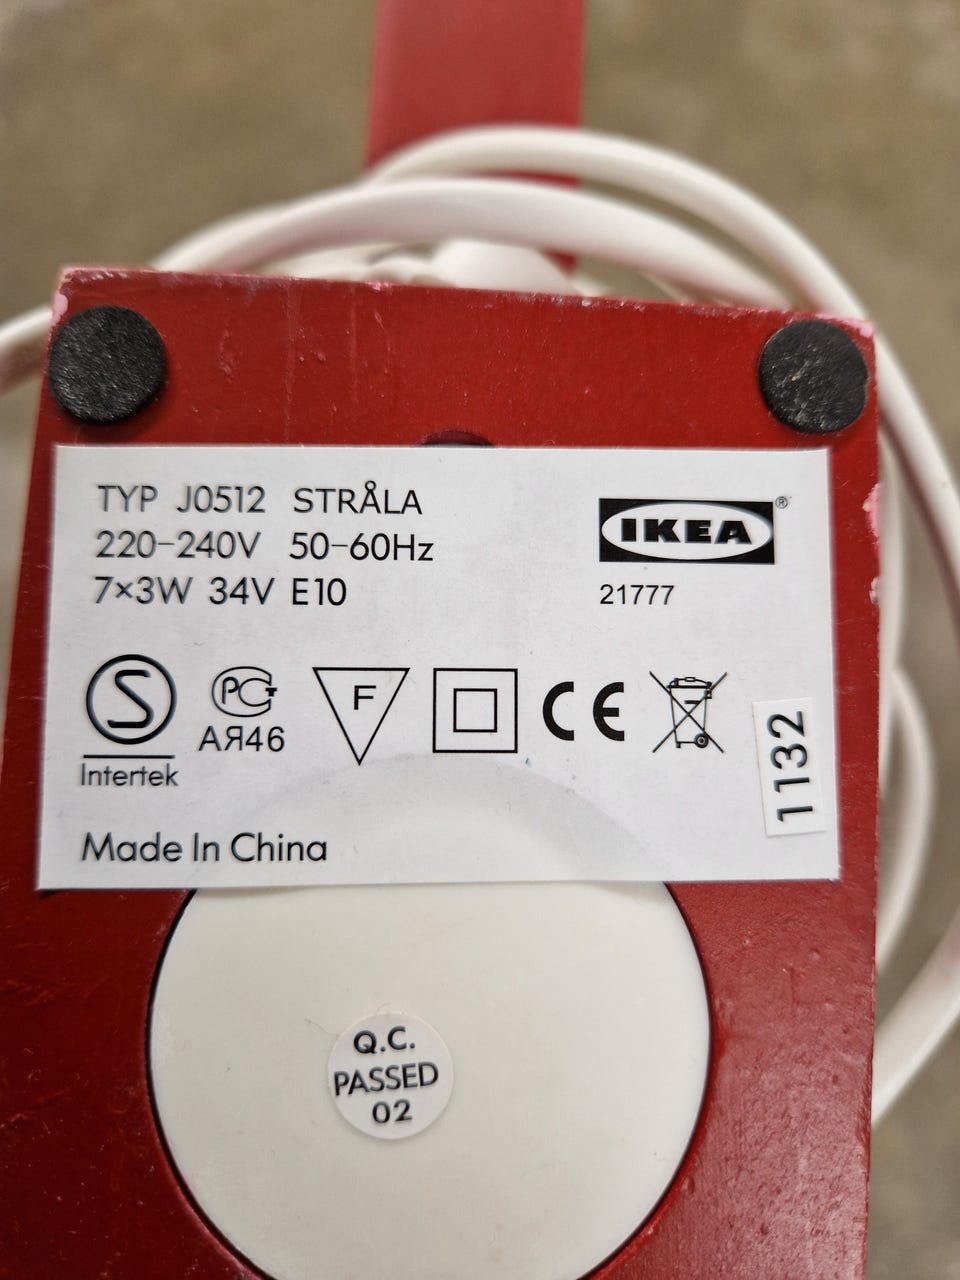 TYP J0512 STRÅLA
220-240V 50-60Hz
7×3W 34V E10
IKEA®
21777
S
Intertek
РСТ
АЯ46
F
CE
1132
Made In China
Q.C.
PASSED
02